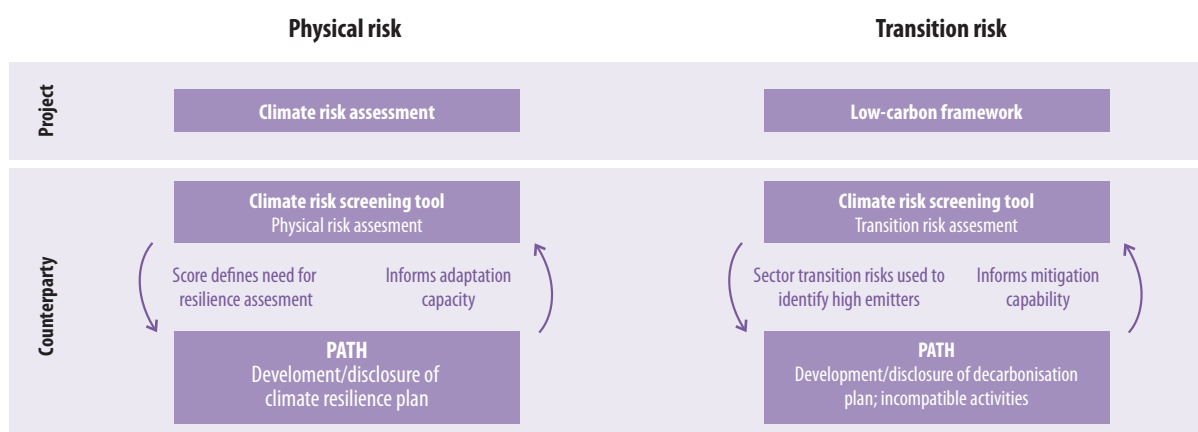 Physical risk
Transition risk
Project
Climate risk assessment
Low-carbon framework
Counterparty
Climate risk screening tool
Physical risk assesment
Score defines need for
resilience assesment
Informs adaptation
capacity
PATH
Develoment/disclosure of
climate resilience plan
Climate risk screening tool
Transition risk assesment
Sector transition risks used to
identify high emitters
Informs mitigation
capability
PATH
Development/disclosure of decarbonisation
plan; incompatible activities